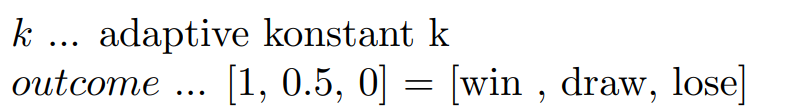 k ... adaptive konstant k
outcome ... [1, 0.5, 0] = [win , draw, lose]